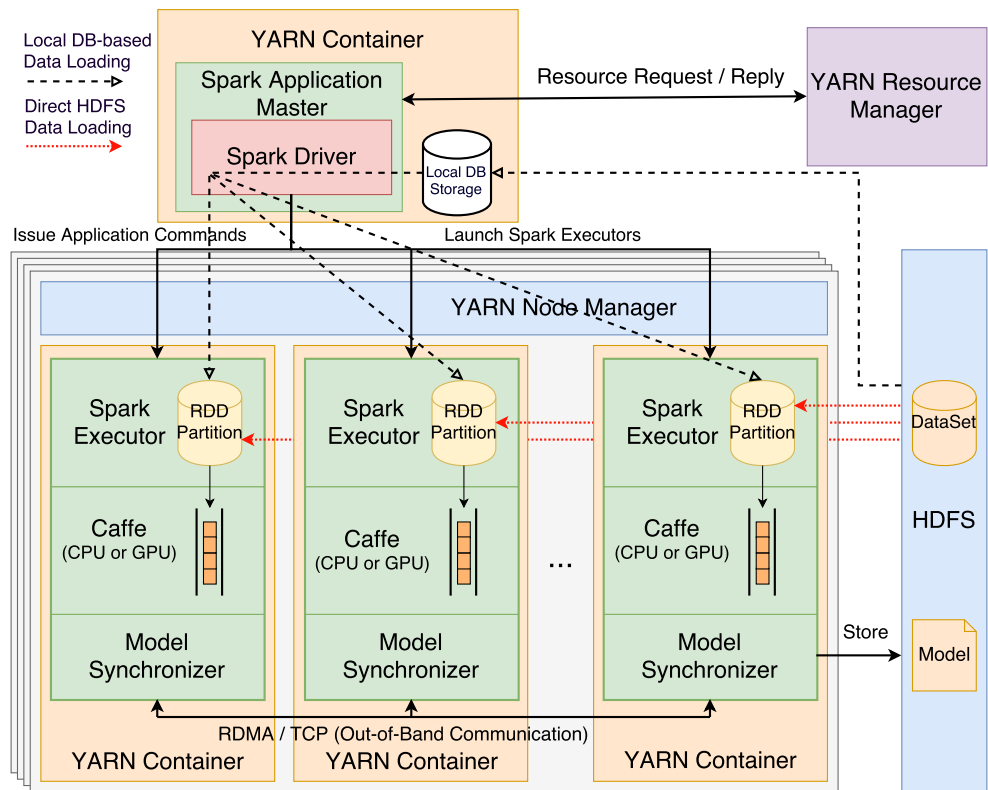 Local DB-based
Data Loading
Direct HDFS
Data Loading
YARN Container
Spark Application
Master
Spark Driver
Local DB
Storage
Resource Request / Reply
YARN Resource
Manager
Issue Application Commands
Launch Spark Executors
YARN Node Manager
Spark
Executor
RDD
Partition
Caffe
(CPU or GPU)
Model
Synchronizer
YARN Container
Spark
Executor
RDD
Partition
Caffe
(CPU or GPU)
Model
Synchronizer
YARN Container
...
Spark
Executor
RDD
Partition
Caffe
(CPU or GPU)
Model
Synchronizer
YARN Container
RDMA / TCP (Out-of-Band Communication)
DataSet
HDFS
Store
Model